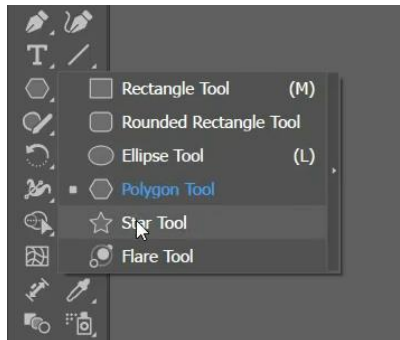 T
Rectangle Tool (M)
Rounded Rectangle Tool
Ellipse Tool (L)
Polygon Tool
Star Tool
Flare Tool